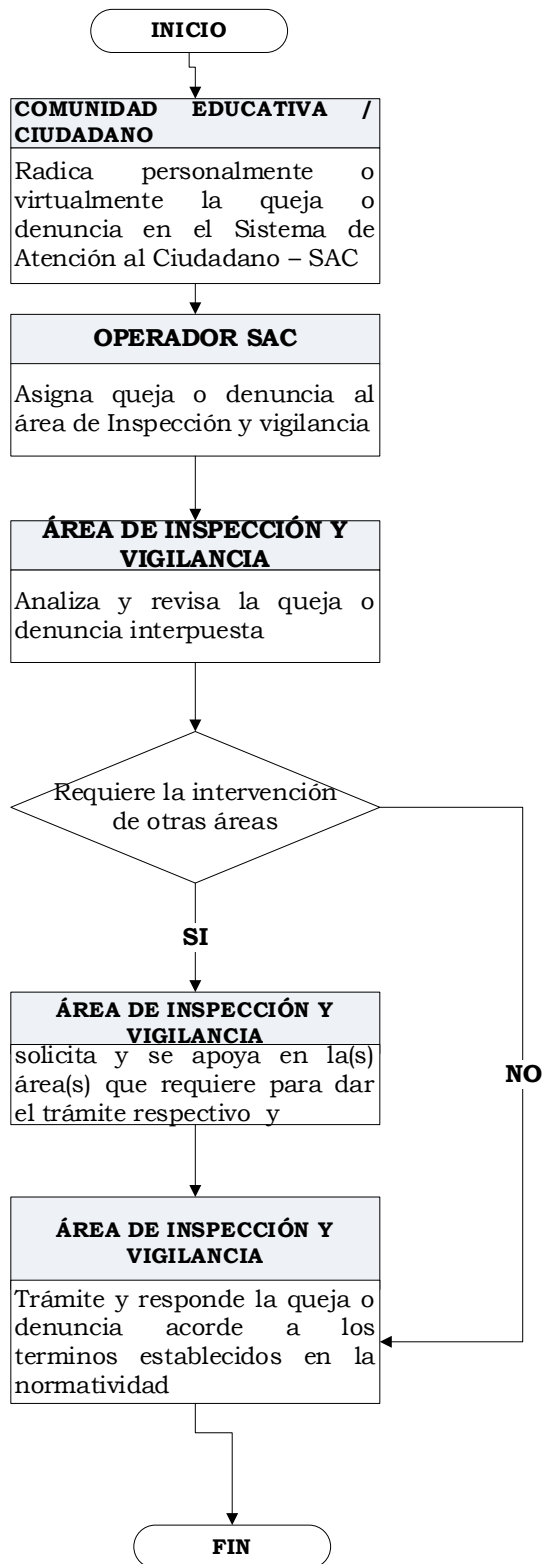 INICIO
COMUNIDAD EDUCATIVA /
CIUDADANO
Radica personalmente o
virtualmente la queja o
denuncia en el Sistema de
Atención al Ciudadano – SAC
OPERADOR SAC
Asigna queja o denuncia al
área de Inspección y vigilancia
ÁREA DE INSPECCIÓN Y
VIGILANCIA
Analiza y revisa la queja o
denuncia interpuesta
Requiere la intervención
de otras áreas
SI
ÁREA DE INSPECCIÓN Y
VIGILANCIA
solicita y se apoya en la(s)
área(s) que requiere para dar
el trámite respectivo y
NO
ÁREA DE INSPECCIÓN Y
VIGILANCIA
Trámite y responde la queja o
denuncia acorde a los
terminos establecidos en la
normatividad
FIN